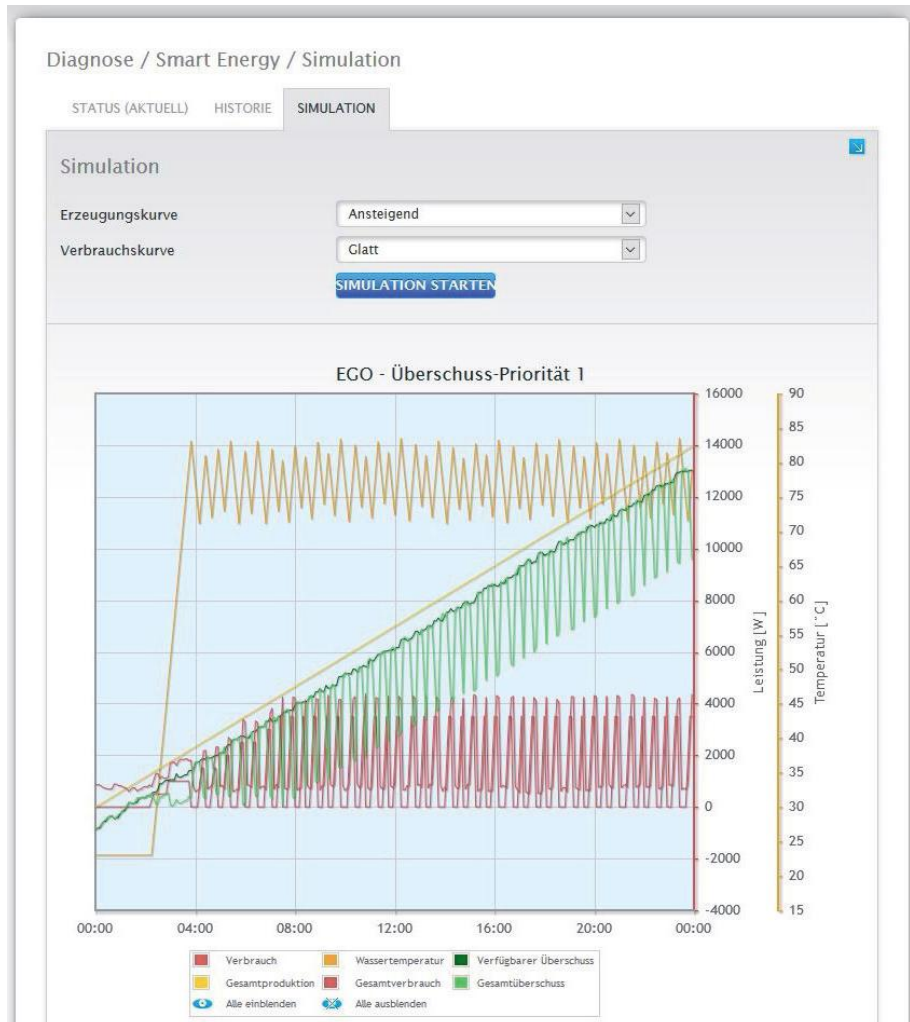 Diagnose / Smart Energy / Simulation
STATUS (AKTUELL) HISTORIE SIMULATION
Simulation
Erzeugungskurve Ansteigend
Verbrauchskurve Glatt
SIMULATION STARTEN
EGO - Überschuss-Priorität 1
16000 90
85
14000
80
12000 75
70
10000
65
8000 60
55
6000
50
4000 45
40
2000
35
0 30
25
-2000
20
-4000 15
Leistung [W]
Temperatur [°C]
00:00 04:00 08:00 12:00 16:00 20:00 00:00
Verbrauch Wassertemperatur Verfügbarer Überschuss
Gesamtproduktion Gesamtverbrauch Gesamtüberschuss
Alle einblenden Alle ausblenden